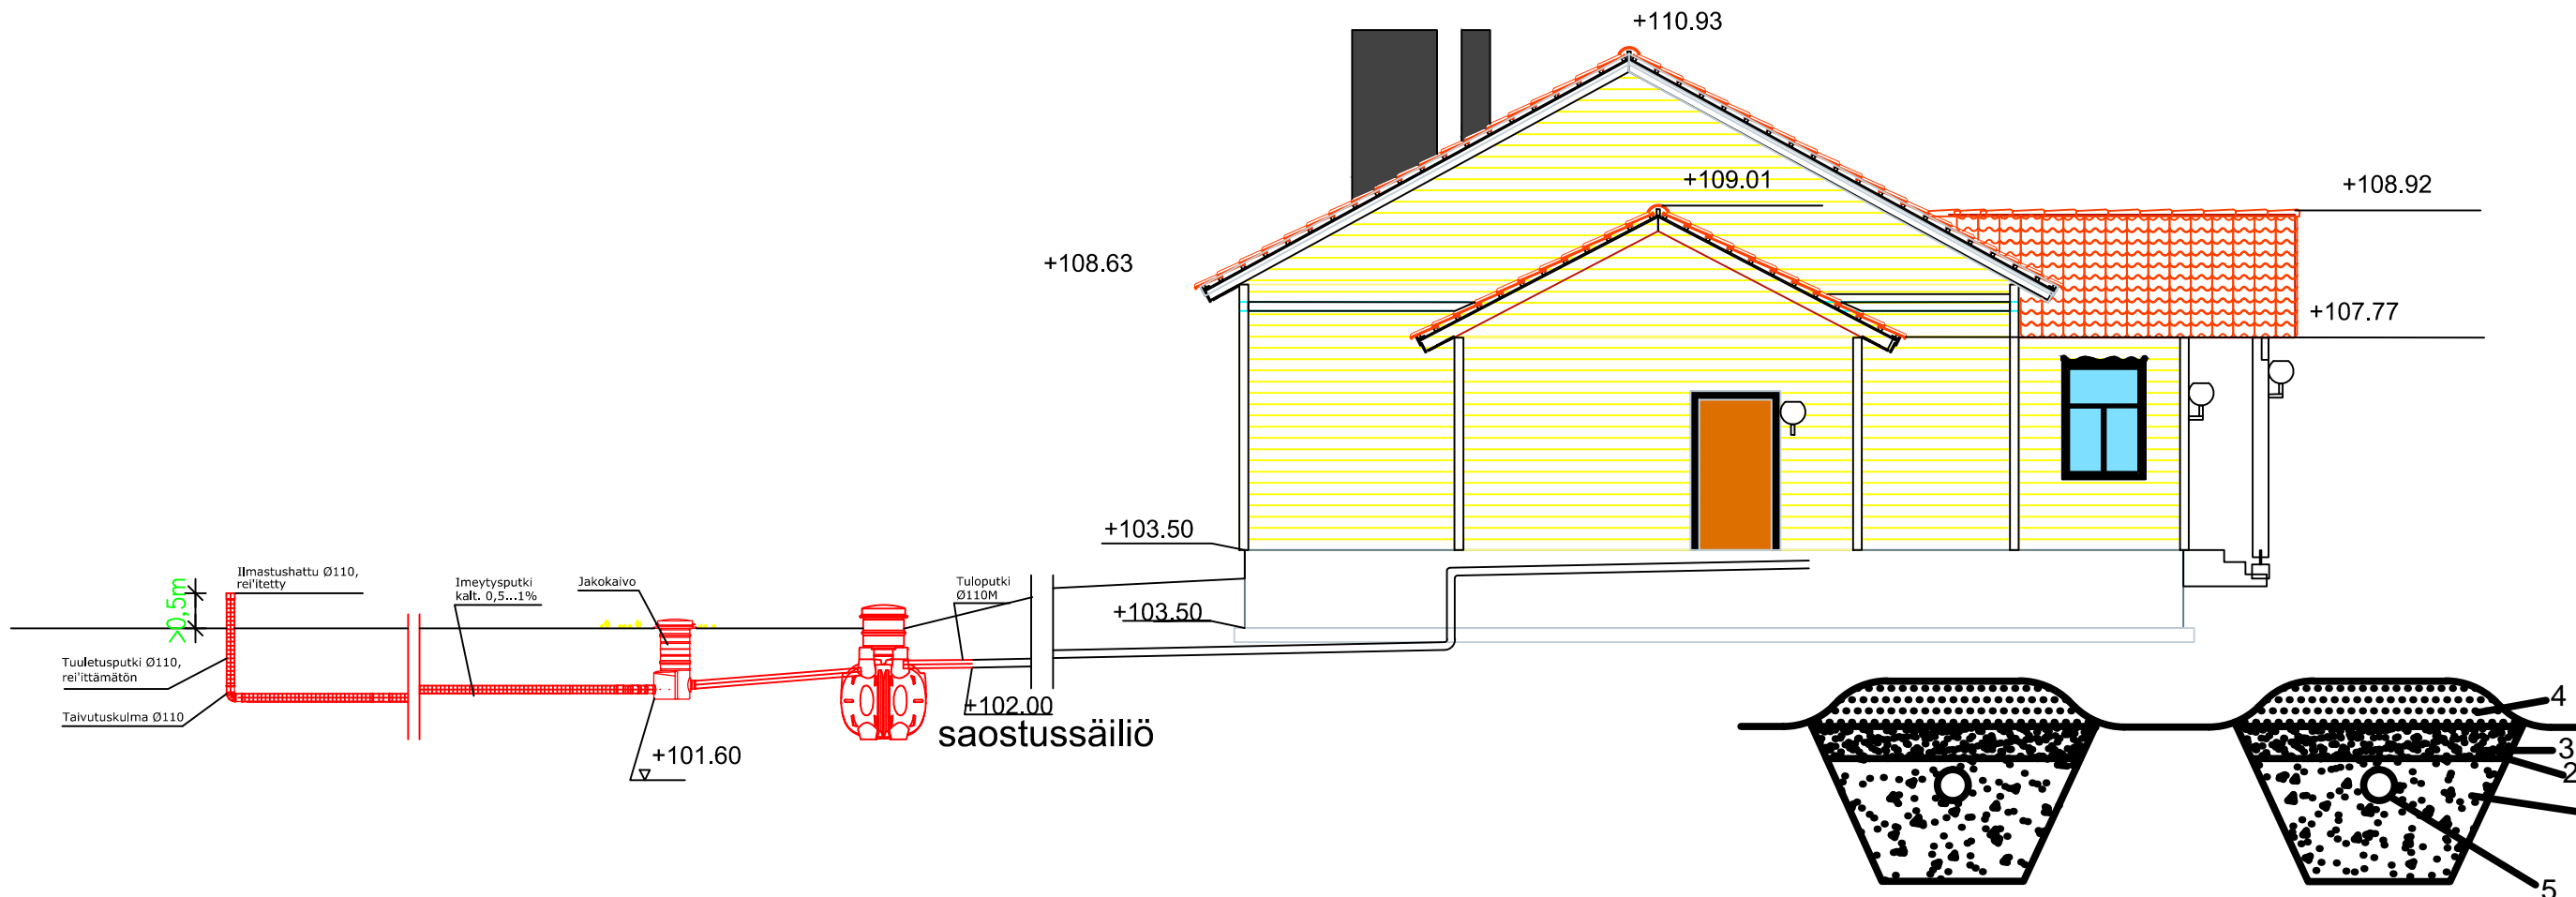 +110.93
+109.01
+108.92
+108.63
+107.77
+103.50
+103.50
>0,5m
Ilmastushattu Ø110,
rei'itetty
Imeytysputki
kalt. 0,5...1%
Jakokaivo
Tuloputki
Ø110M
Tuuletusputki Ø110,
rei'ittämätön
Taivutuskulma Ø110
+102.00
saostussäiliö
+101.60
4
3
2
5